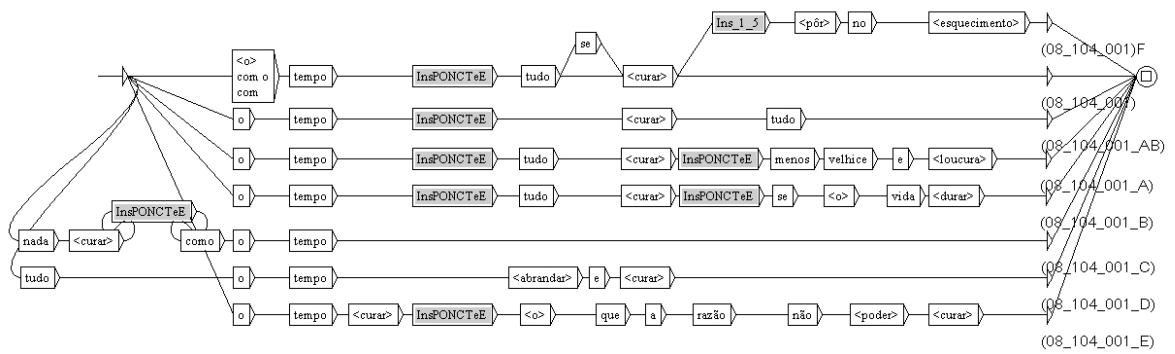 Ins_1_5 <pôr> no <esquecimento>
(08_104_001)F
se
<o>
com o
com
tempo InsPONCTeE tudo <curar>
(08_104_001)
o tempo InsPONCTeE <curar> tudo
(08_104_001_AB)
o tempo InsPONCTeE tudo <curar> InsPONCTeE menos velhice e <loucura>
(08_104_001_A)
o tempo InsPONCTeE tudo <curar> InsPONCTeE se <o> vida <durar>
(08_104_001_B)
InsPONCTeE
nada <curar> como o tempo
(08_104_001_C)
tudo o tempo <abrandar> e <curar>
(08_104_001_D)
o tempo <curar> InsPONCTeE <o> que a razão não <poder> <curar>
(08_104_001_E)